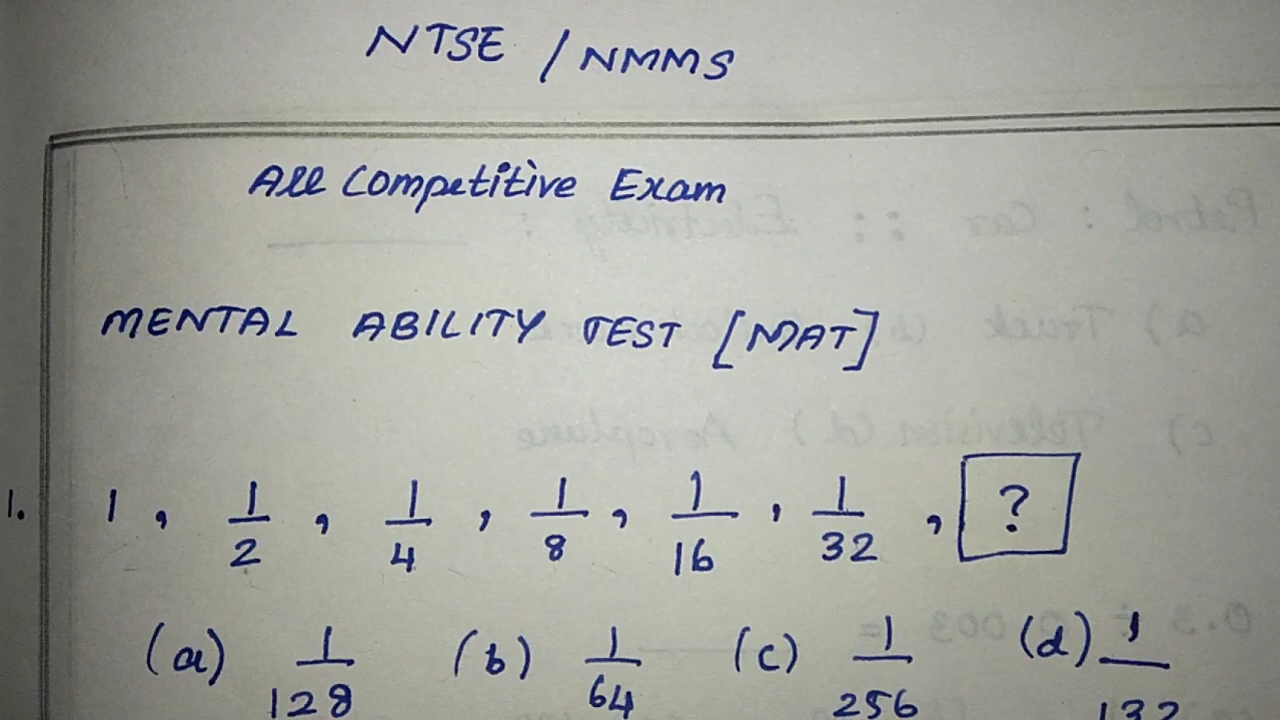 NTSE / NMMS
All Competitive Exam
MENTAL ABILITY TEST [MAT]
1. 1, 1/2, 1/4, 1/8, 1/16, 1/32, ?
(a) 1/128 (b) 1/64 (c) 1/256 (d) 1/132